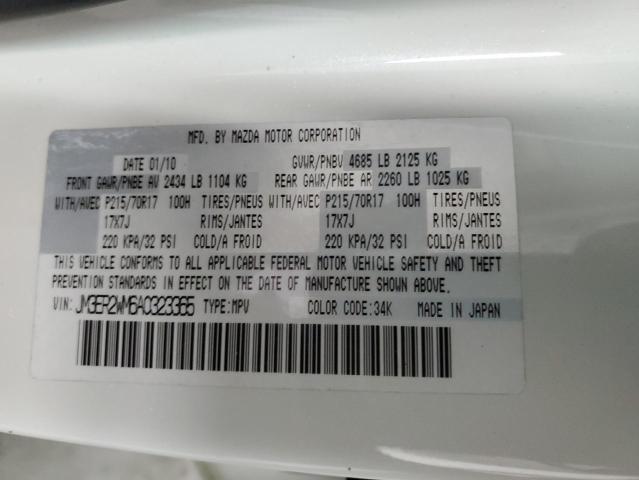 MFD. BY MAZDA MOTOR CORPORATION
DATE 01/10 GVWR/PNBV 4685 LB 2125 KG
FRONT GAWR/PNBE AV 2434 LB 1104 KG REAR GAWR/PNBE AR 2260 LB 1025 KG
WITH/AVEC P215/70R17 100H TIRES/PNEUS WITH/AVEC P215/70R17 100H TIRES/PNEUS
17X7J RIMS/JANTES 17X7J RIMS/JANTES
220 KPA/32 PSI COLD/A FROID 220 KPA/32 PSI COLD/A FROID
THIS VEHICLE CONFORMS TO ALL APPLICABLE FEDERAL MOTOR VEHICLE SAFETY AND THEFT
PREVENTION STANDARDS IN EFFECT ON THE DATE OF MANUFACTURE SHOWN ABOVE.
VIN: JM3ER2WM6A0323365 TYPE:MPV COLOR CODE:34K MADE IN JAPAN